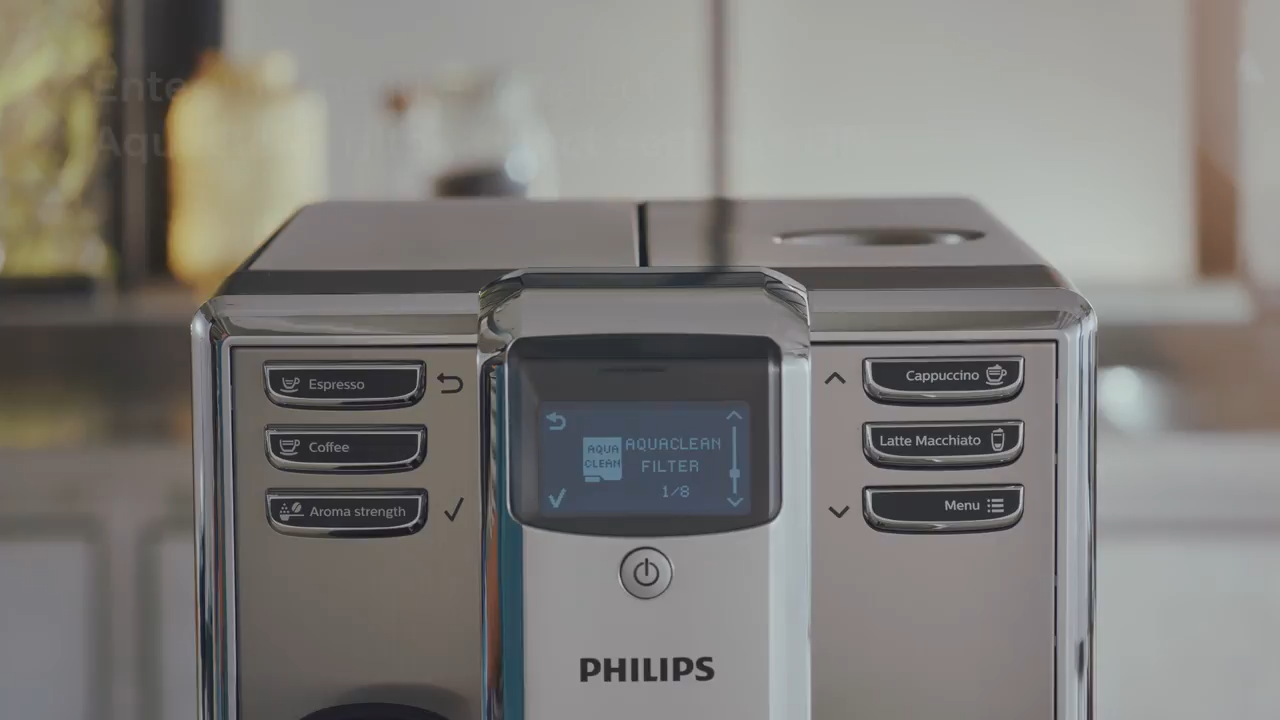 Espresso
Coffee
Aroma strength
AQUA
CLEAN
AQUACLEAN
FILTER
1/8
Cappuccino
Latte Macchiato
Menu
PHILIPS